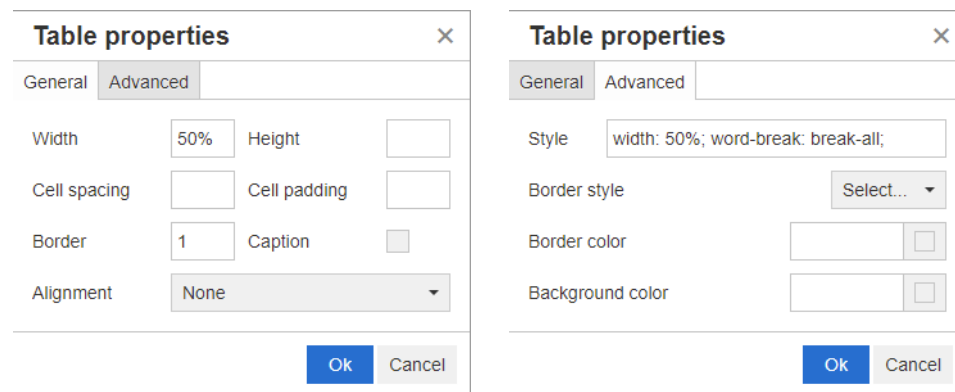 Table properties ×
General Advanced
Width 50% Height
Cell spacing Cell padding
Border 1 Caption
Alignment None
Ok Cancel
Table properties ×
General Advanced
Style width: 50%; word-break: break-all;
Border style Select...
Border color
Background color
Ok Cancel